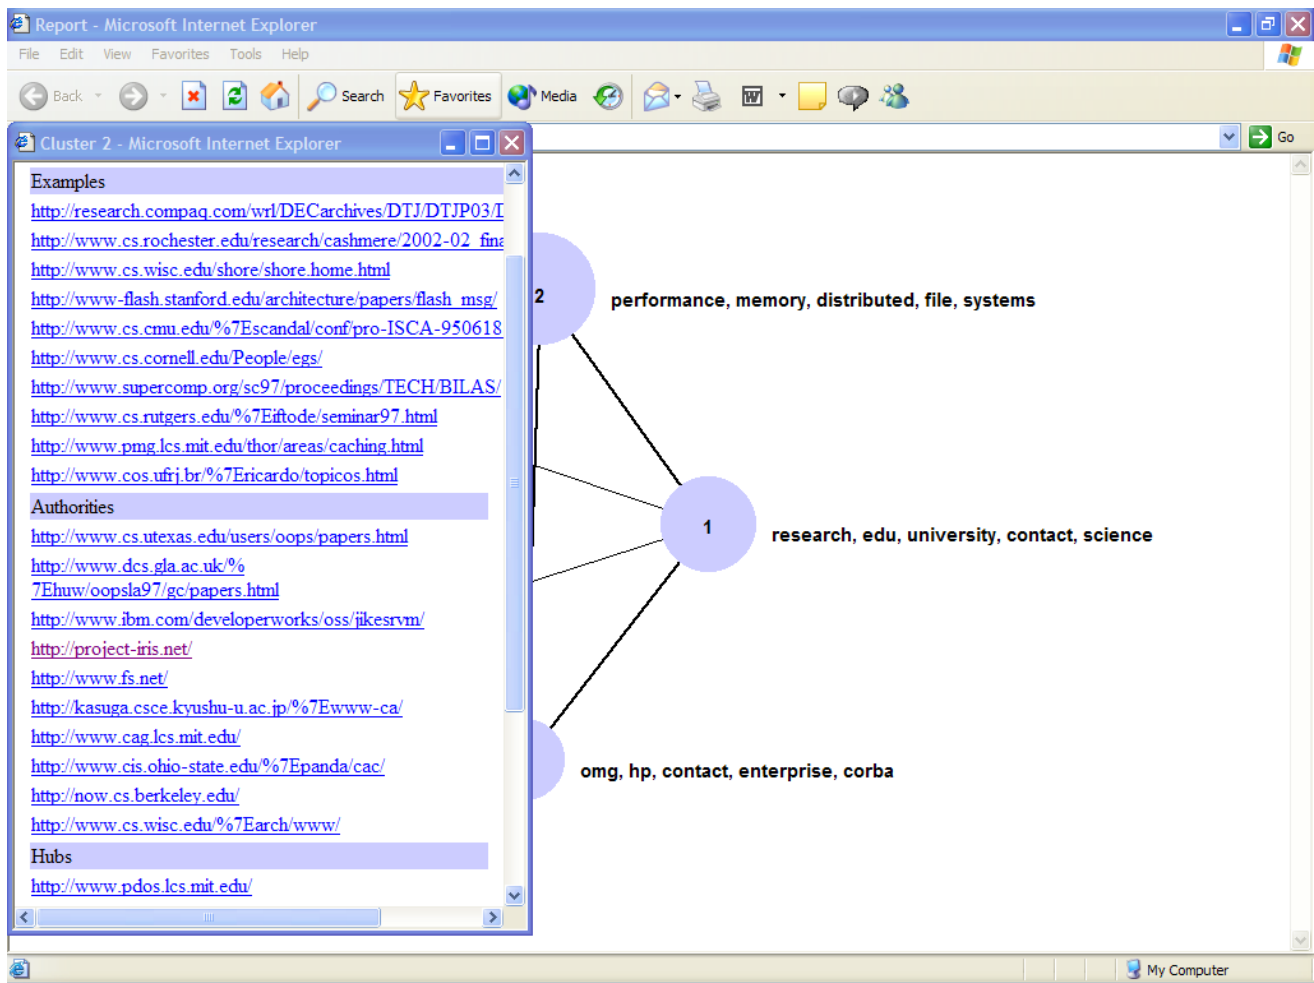 Report - Microsoft Internet Explorer
File Edit View Favorites Tools Help
Back Search Favorites Media
Go
Cluster 2 - Microsoft Internet Explorer
Examples
http://research.compaq.com/wrl/DECarchives/DTJ/DTJP03/
http://www.cs.rochester.edu/research/cashmere/2002-02_fina
http://www.cs.wisc.edu/shore/shore.home.html
http://www-flash.stanford.edu/architecture/papers/flash_msg/
http://www.cs.cmu.edu/%7Escandal/conf/pro-ISCA-950618
http://www.cs.cornell.edu/People/egs/
http://www.supercomp.org/sc97/proceedings/TECH/BILAS/
http://www.cs.rutgers.edu/%7Eiftode/seminar97.html
http://www.pmg.lcs.mit.edu/thor/areas/caching.html
http://www.cos.ufrj.br/%7Ericardo/topicos.html
Authorities
http://www.cs.utexas.edu/users/oops/papers.html
http://www.dcs.gla.ac.uk/%
7Ehuw/oopsla97/gc/papers.html
http://www.ibm.com/developerworks/oss/jikesrvm/
http://project-iris.net/
http://www.fs.net/
http://kasuga.csce.kyushu-u.ac.jp/%7Ewww-ca/
http://www.cag.lcs.mit.edu/
http://www.cis.ohio-state.edu/%7Epanda/cac/
http://now.cs.berkeley.edu/
http://www.cs.wisc.edu/%7Earch/www/
Hubs
http://www.pdos.lcs.mit.edu/
2
performance, memory, distributed, file, systems
1
research, edu, university, contact, science
omg, hp, contact, enterprise, corba
My Computer